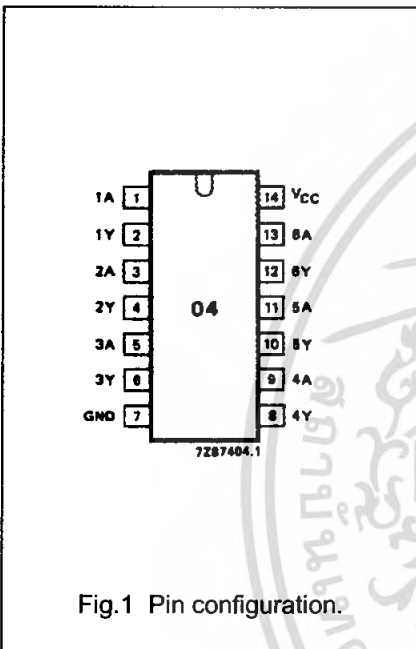 1A 1 14 VCC
1Y 2 13 6A
2A 3 12 6Y
2Y 4 04 11 5A
3A 5 10 5Y
3Y 6 9 4A
GND 7 8 4Y
7Z87404.1
Fig.1 Pin configuration.